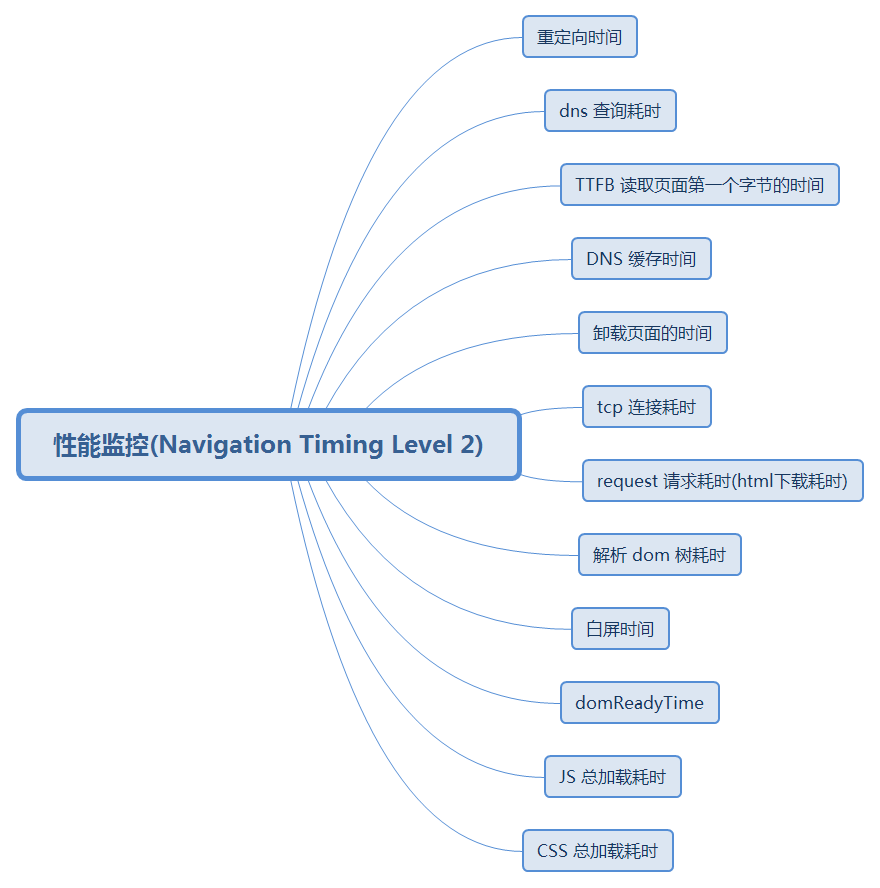 重定向时间
dns 查询耗时
TTFB 读取页面第一个字节的时间
DNS 缓存时间
卸载页面的时间
tcp 连接耗时
性能监控(Navigation Timing Level 2)
request 请求耗时(html下载耗时)
解析 dom 树耗时
白屏时间
domReadyTime
JS 总加载耗时
CSS 总加载耗时